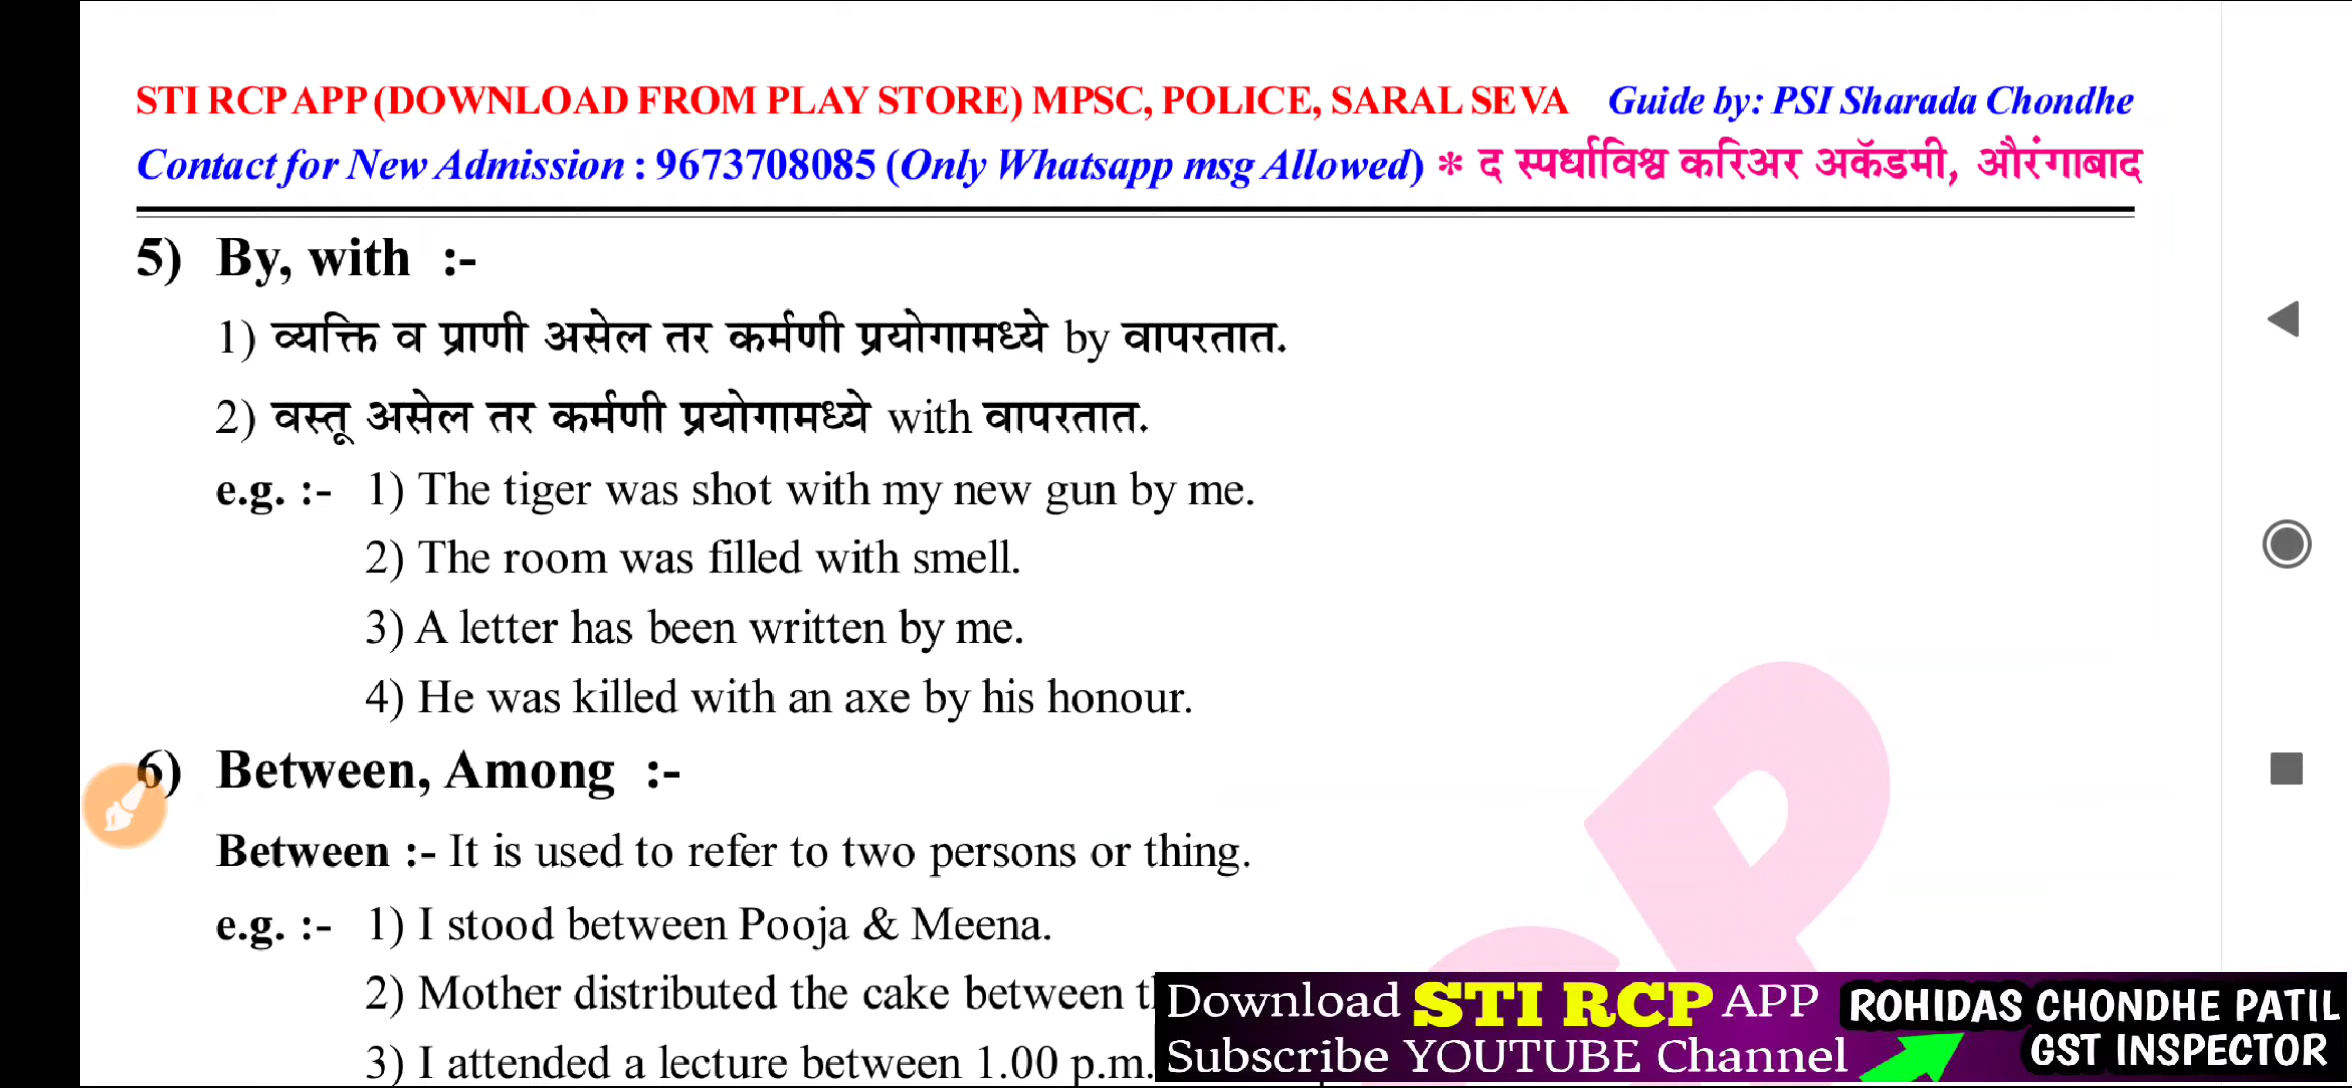 STI RCP APP (DOWNLOAD FROM PLAY STORE) MPSC, POLICE, SARAL SEVA Guide by: PSI Sharada Chondhe
Contact for New Admission : 9673708085 (Only Whatsapp msg Allowed) * द स्पर्धाविश्व करिअर अकॅडमी, औरंगाबाद
5) By, with :-
1) व्यक्ति व प्राणी असेल तर कर्मणी प्रयोगामध्ये by वापरतात.
2) वस्तू असेल तर कर्मणी प्रयोगामध्ये with वापरतात.
e.g. :- 1) The tiger was shot with my new gun by me.
2) The room was filled with smell.
3) A letter has been written by me.
4) He was killed with an axe by his honour.
6) Between, Among :-
Between :- It is used to refer to two persons or thing.
e.g. :- 1) I stood between Pooja & Meena.
2) Mother distributed the cake between
3) I attended a lecture between 1.00 p.m.
Download STI RCP APP ROHIDAS CHONDHE PATIL
Subscribe YOUTUBE Channel GST INSPECTOR